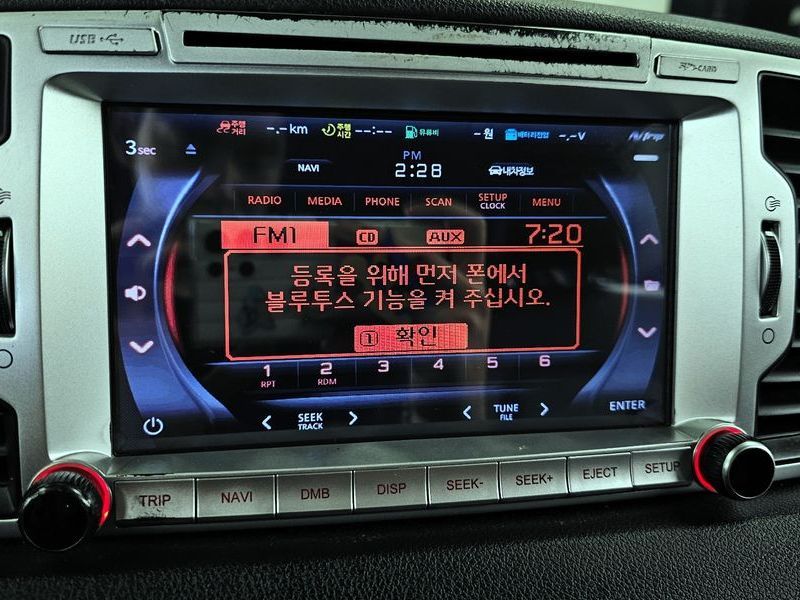 USB
3 sec
주행거리 -.- km
주행시간 --:--
유류비 - 원
배터리전압 -.-V
PM
NAVI 2:28 내차정보
RADIO MEDIA PHONE SCAN SETUP CLOCK MENU
FM1 CD AUX 7:20
등록을 위해 먼저 폰에서
블루투스 기능을 켜 주십시오.
1 확인
1 2 3 4 5 6
RPT RDM
SEEK TRACK
TUNE FILE
ENTER
TRIP NAVI DMB DISP SEEK- SEEK+ EJECT SETUP